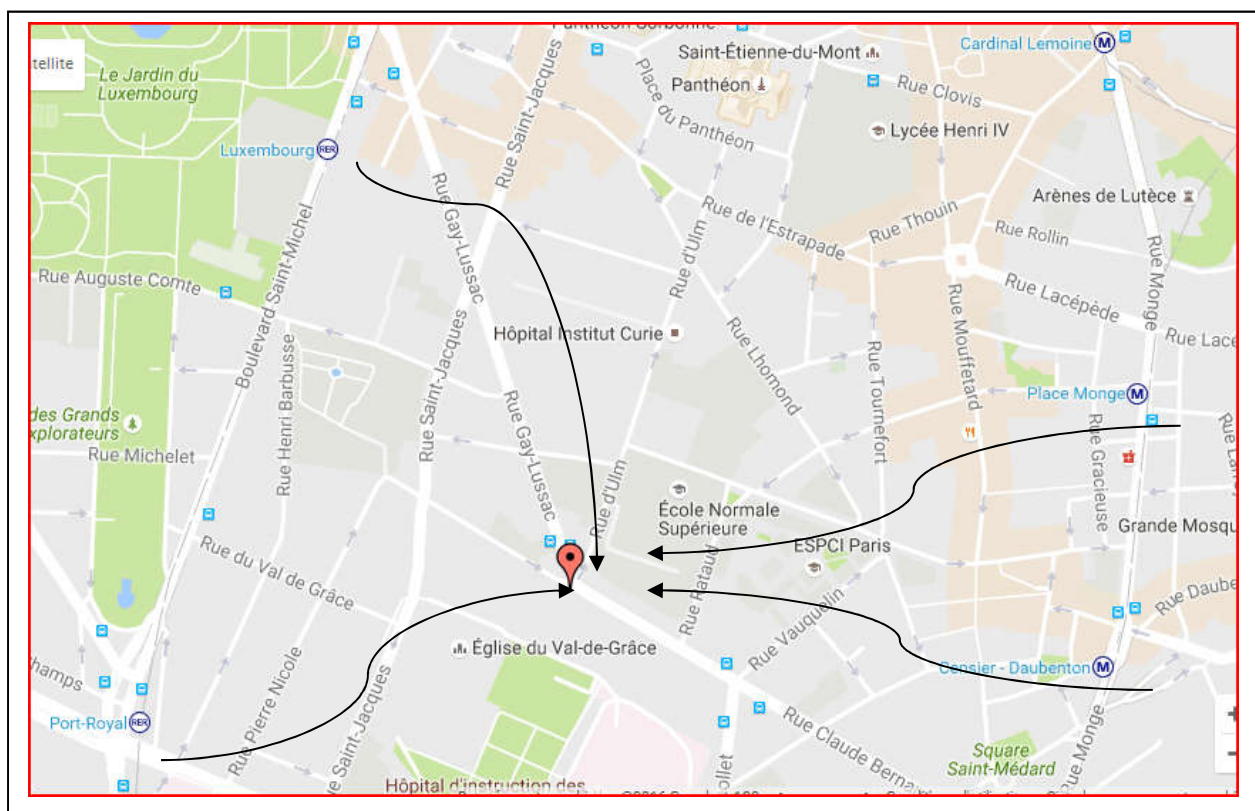 Panthéon Sorbonne
Saint-Étienne-du-Mont
Cardinal Lemoine
M
tellite
Le Jardin du
Luxembourg
Panthéon
Rue Clovis
Place du Panthéon
Lycée Henri IV
Rue Saint-Jacques
Luxembourg
RER
Rue Gay-Lussac
Arènes de Lutèce
Rue de l'Estrapade
Rue Thouin
Rue Rollin
Rue d'Ulm
Rue Monge
Boulevard Saint-Michel
Rue Auguste Comte
Rue Lacépède
Rue Lacé
Hôpital Institut Curie
Rue Mouffetard
Rue Saint-Jacques
Rue Henri Barbusse
Rue Lhomond
Rue Tournefort
Rue Gay-Lussac
Place Monge
M
des Grands
xplorateurs
Rue Michelet
Rue Gracieuse
Rue d'Ulm
École Normale
Supérieure
Grande Mosqu
ESPCI Paris
Rue du Val de Grâce
Rue Rataud
Rue Daube
Rue Vauquelin
Église du Val-de-Grâce
Censier - Daubenton
M
champs
Rue Pierre Nicole
Port-Royal
RER
Rue Saint-Jacques
Rue Claude Berna
Rue Monge
Square
Saint-Médard
ollet
Hôpital d'instruction des